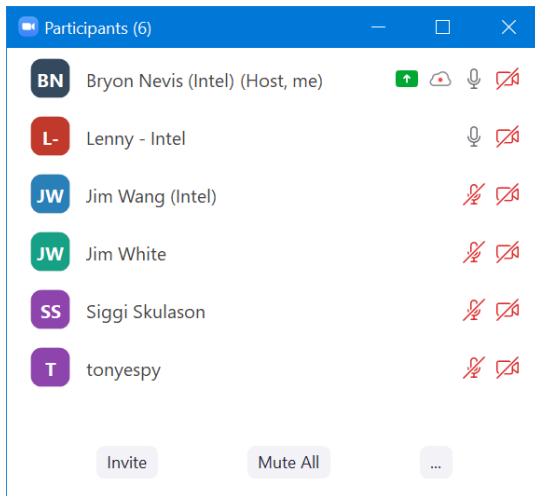 Participants (6)
BN Bryon Nevis (Intel) (Host, me)
L- Lenny - Intel
JW Jim Wang (Intel)
JW Jim White
SS Siggi Skulason
T tonyespy
Invite Mute All ...